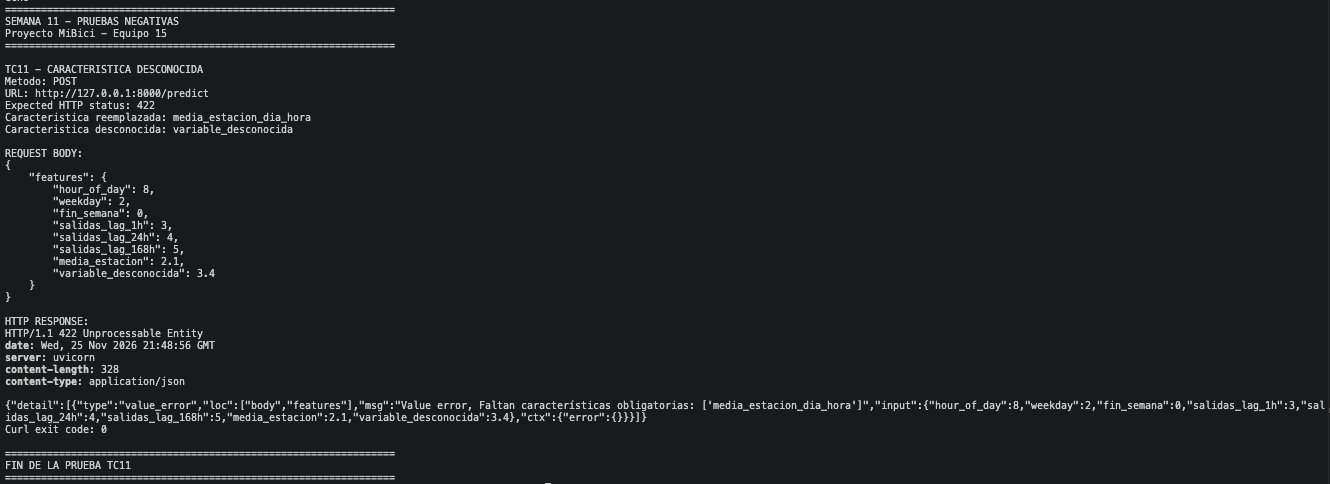 ============================================================
SEMANA 11 – PRUEBAS NEGATIVAS
Proyecto MiBici – Equipo 15
============================================================
TC11 – CARACTERISTICA DESCONOCIDA
Metodo: POST
URL: http://127.0.0.1:8000/predict
Expected HTTP status: 422
Caracteristica reemplazada: media_estacion_dia_hora
Caracteristica desconocida: variable_desconocida
REQUEST BODY:
{
    "features": {
        "hour_of_day": 8,
        "weekday": 2,
        "fin_semana": 0,
        "salidas_lag_1h": 3,
        "salidas_lag_24h": 4,
        "salidas_lag_168h": 5,
        "media_estacion": 2.1,
        "variable_desconocida": 3.4
    }
}
HTTP RESPONSE:
HTTP/1.1 422 Unprocessable Entity
date: Wed, 25 Nov 2026 21:48:56 GMT
server: uvicorn
content-length: 328
content-type: application/json
{"detail":[{"type":"value_error","loc":["body","features"],"msg":"Value error, Faltan características obligatorias: ['media_estacion_dia_hora']","input":{"hour_of_day":8,"weekday":2,"fin_semana":0,"salidas_lag_1h":3,"sal
idas_lag_24h":4,"salidas_lag_168h":5,"media_estacion":2.1,"variable_desconocida":3.4},"ctx":{"error":{}}}]}
Curl exit code: 0
============================================================
FIN DE LA PRUEBA TC11
============================================================